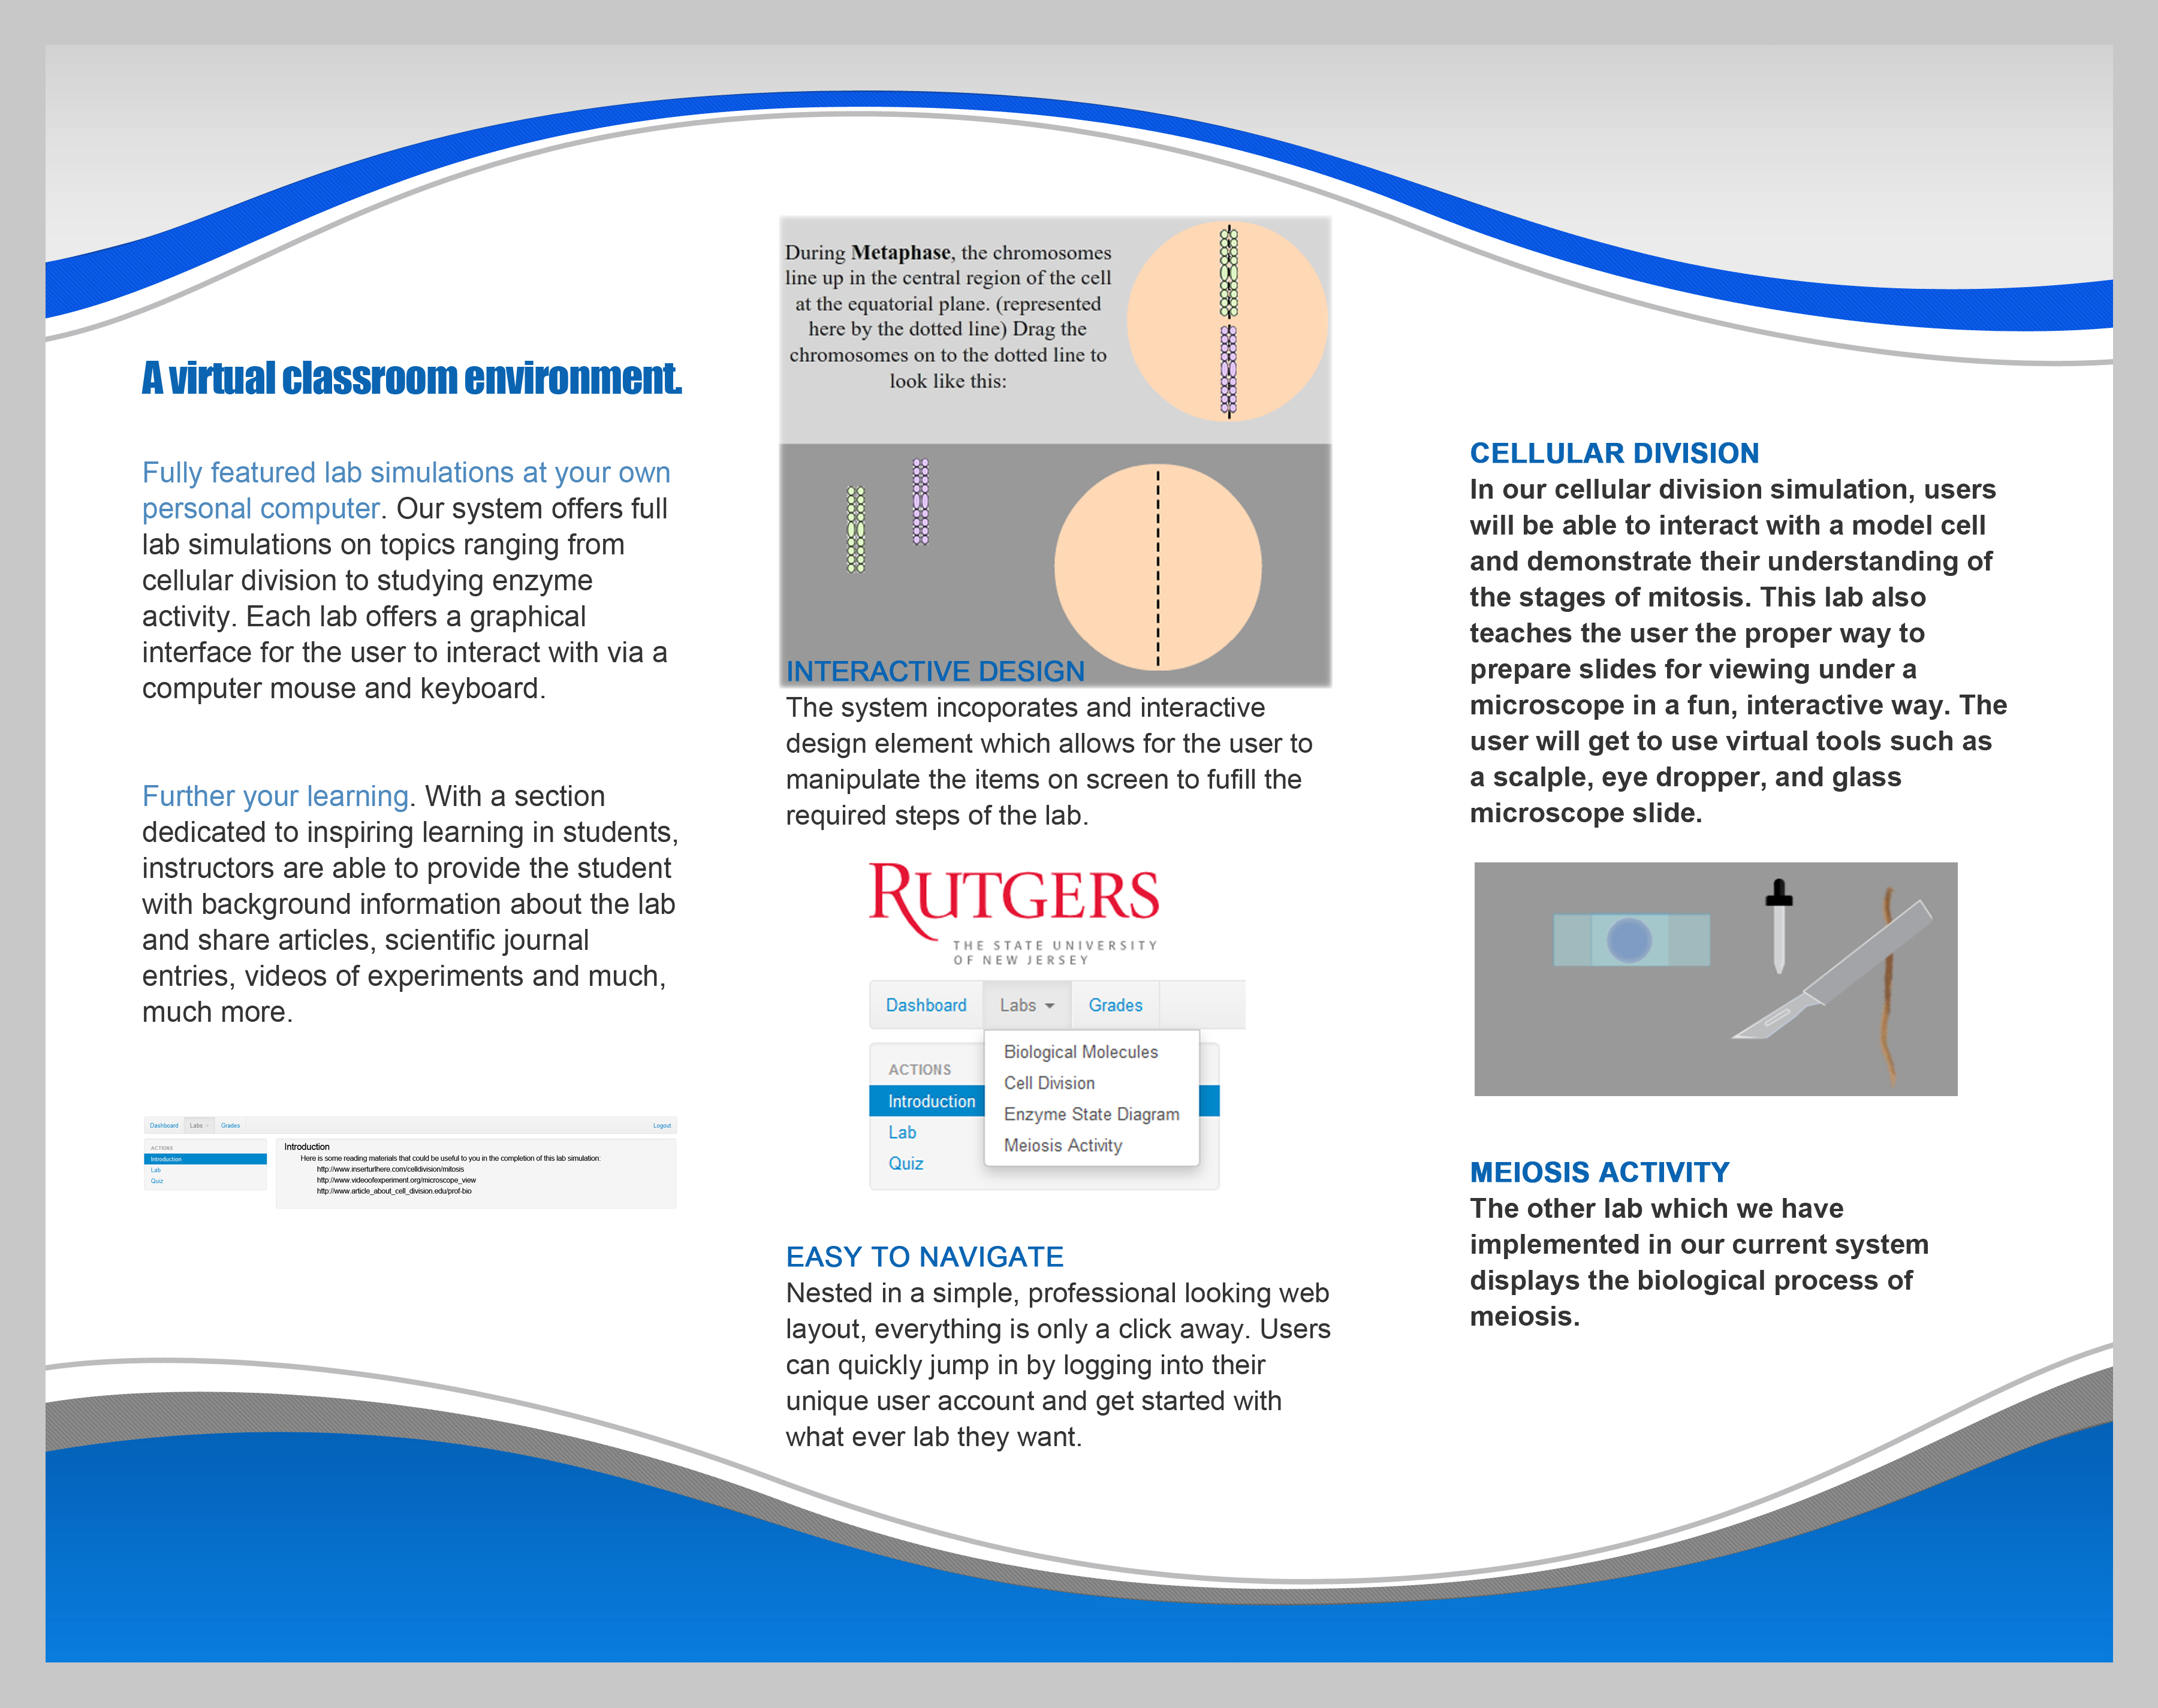 A virtual classroom environment.
Fully featured lab simulations at your own
personal computer. Our system offers full
lab simulations on topics ranging from
cellular division to studying enzyme
activity. Each lab offers a graphical
interface for the user to interact with via a
computer mouse and keyboard.
Further your learning. With a section
dedicated to inspiring learning in students,
instructors are able to provide the student
with background information about the lab
and share articles, scientific journal
entries, videos of experiments and much,
much more.
Dashboard Labs Grades Logout
ACTIONS
Introduction
Lab
Quiz
Introduction
Here is some reading materials that could be useful to you in the completion of this lab simulation:
http://www.inserturlhere.com/celldivision/mitosis
http://www.videoofexperiment.org/microscope_view
http://www.article_about_cell_division.edu/prof-bio
During Metaphase, the chromosomes
line up in the central region of the cell
at the equatorial plane. (represented
here by the dotted line) Drag the
chromosomes on to the dotted line to
look like this:
INTERACTIVE DESIGN
The system incoporates and interactive
design element which allows for the user to
manipulate the items on screen to fufill the
required steps of the lab.
RUTGERS
THE STATE UNIVERSITY
OF NEW JERSEY
Dashboard Labs Grades
ACTIONS
Introduction
Lab
Quiz
Biological Molecules
Cell Division
Enzyme State Diagram
Meiosis Activity
EASY TO NAVIGATE
Nested in a simple, professional looking web
layout, everything is only a click away. Users
can quickly jump in by logging into their
unique user account and get started with
what ever lab they want.
CELLULAR DIVISION
In our cellular division simulation, users
will be able to interact with a model cell
and demonstrate their understanding of
the stages of mitosis. This lab also
teaches the user the proper way to
prepare slides for viewing under a
microscope in a fun, interactive way. The
user will get to use virtual tools such as
a scalple, eye dropper, and glass
microscope slide.
MEIOSIS ACTIVITY
The other lab which we have
implemented in our current system
displays the biological process of
meiosis.